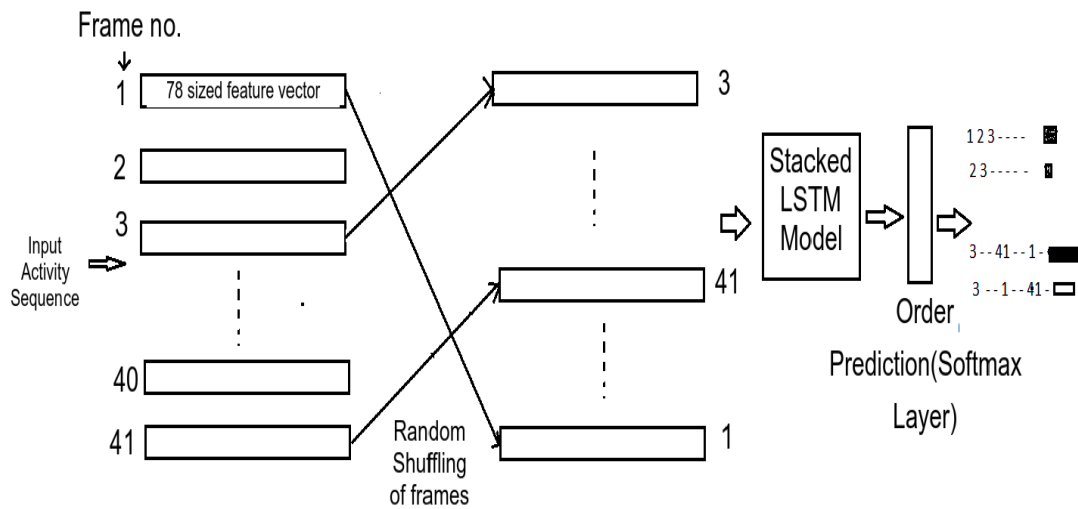 Frame no.
1
78 sized feature vector
2
3
Input
Activity
Sequence
40
41
Random
Shuffling
of frames
3
41
1
Stacked
LSTM
Model
Order
Prediction(Softmax
Layer)
1 2 3 - - - -
2 3 - - - - -
3 - - 41 - - 1 -
3 - - 1 - - 41 -